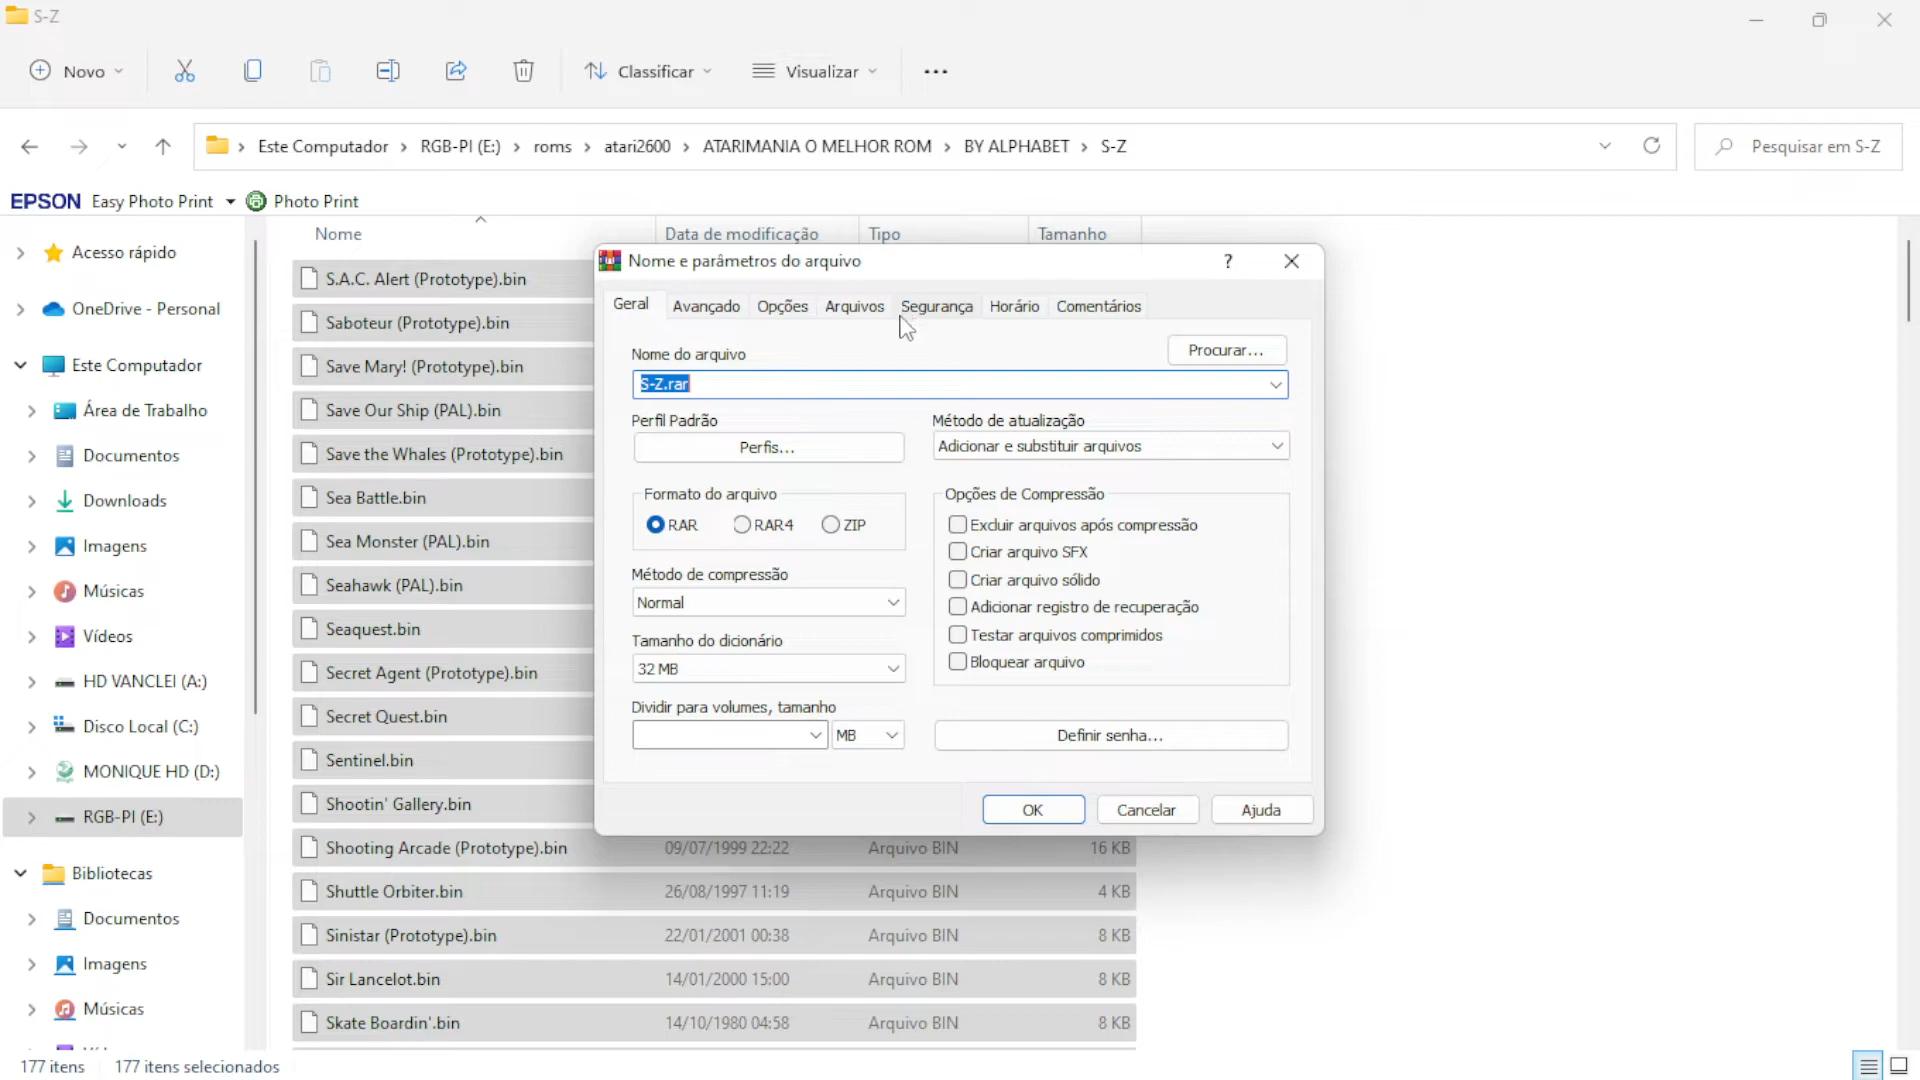 S-Z
Novo
Classificar
Visualizar
Este Computador > RGB-PI (E:) > roms > atari2600 > ATARIMANIA O MELHOR ROM > BY ALPHABET > S-Z
Pesquisar em S-Z
EPSON Easy Photo Print Photo Print
Acesso rápido
OneDrive - Personal
Este Computador
Área de Trabalho
Documentos
Downloads
Imagens
Músicas
Vídeos
HD VANCLEI (A:)
Disco Local (C:)
MONIQUE HD (D:)
RGB-PI (E:)
Bibliotecas
Documentos
Imagens
Músicas
Nome Data de modificação Tipo Tamanho
S.A.C. Alert (Prototype).bin
Saboteur (Prototype).bin
Save Mary! (Prototype).bin
Save Our Ship (PAL).bin
Save the Whales (Prototype).bin
Sea Battle.bin
Sea Monster (PAL).bin
Seahawk (PAL).bin
Seaquest.bin
Secret Agent (Prototype).bin
Secret Quest.bin
Sentinel.bin
Shootin' Gallery.bin
Shooting Arcade (Prototype).bin 09/07/1999 22:22 Arquivo BIN 16 KB
Shuttle Orbiter.bin 26/08/1997 11:19 Arquivo BIN 4 KB
Sinistar (Prototype).bin 22/01/2001 00:38 Arquivo BIN 8 KB
Sir Lancelot.bin 14/01/2000 15:00 Arquivo BIN 8 KB
Skate Boardin'.bin 14/10/1980 04:58 Arquivo BIN 8 KB
Nome e parâmetros do arquivo ?
Geral Avançado Opções Arquivos Segurança Horário Comentários
Nome do arquivo
Procurar...
S-Z.rar
Perfil Padrão
Perfis...
Método de atualização
Adicionar e substituir arquivos
Formato do arquivo
RAR RAR4 ZIP
Método de compressão
Normal
Tamanho do dicionário
32 MB
Dividir para volumes, tamanho
MB
Opções de Compressão
Excluir arquivos após compressão
Criar arquivo SFX
Criar arquivo sólido
Adicionar registro de recuperação
Testar arquivos comprimidos
Bloquear arquivo
Definir senha...
OK Cancelar Ajuda
177 itens 177 itens selecionados